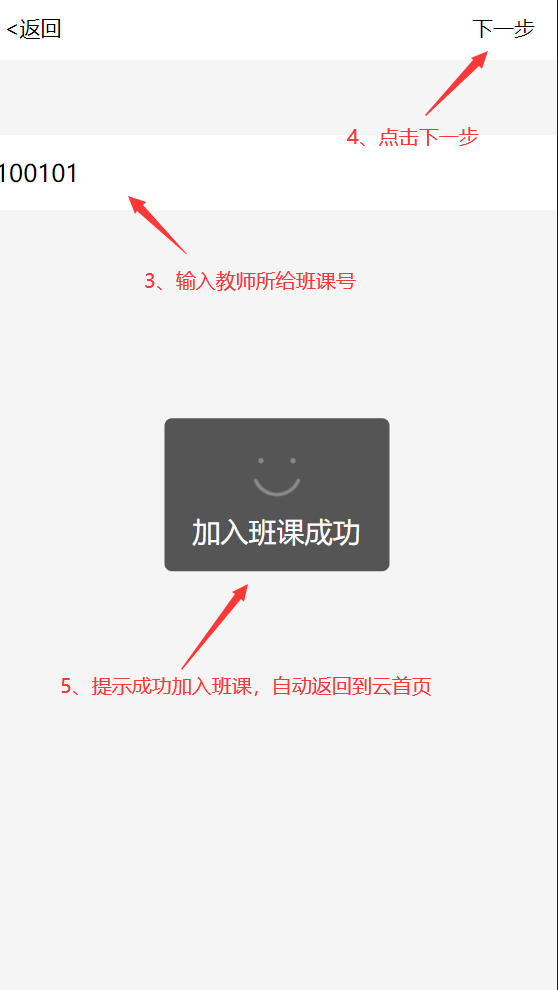 <返回
下一步
4、点击下一步
100101
3、输入教师所给班课号
加入班课成功
5、提示成功加入班课，自动返回到云首页